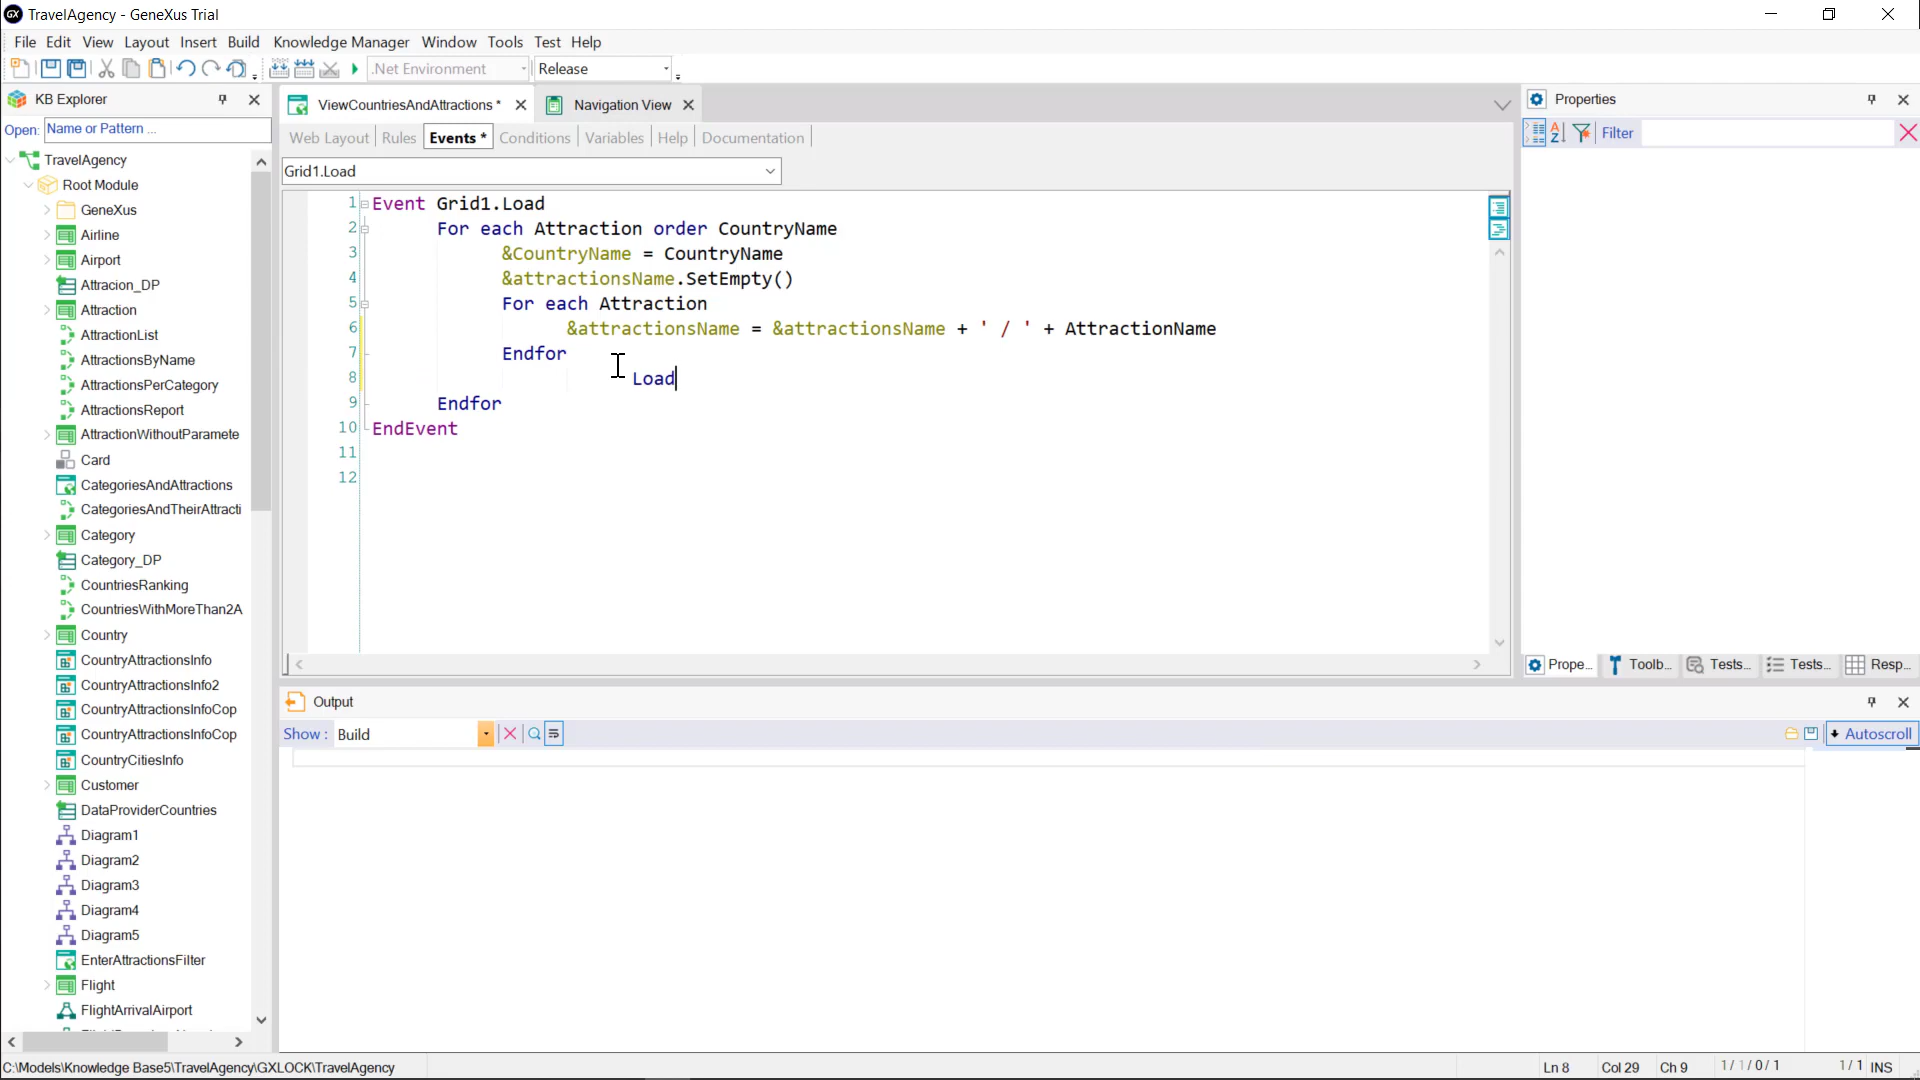 TravelAgency - GeneXus Trial
File Edit View Layout Insert Build Knowledge Manager Window Tools Test Help
.Net Environment Release
KB Explorer
Open: Name or Pattern ...
TravelAgency
Root Module
GeneXus
Airline
Airport
Attracion_DP
Attraction
AttractionList
AttractionsByName
AttractionsPerCategory
AttractionsReport
AttractionWithoutParamete
Card
CategoriesAndAttractions
CategoriesAndTheirAttracti
Category
Category_DP
CountriesRanking
CountriesWithMoreThan2A
Country
CountryAttractionsInfo
CountryAttractionsInfo2
CountryAttractionsInfoCop
CountryAttractionsInfoCop
CountryCitiesInfo
Customer
DataProviderCountries
Diagram1
Diagram2
Diagram3
Diagram4
Diagram5
EnterAttractionsFilter
Flight
FlightArrivalAirport
ViewCountriesAndAttractions * Navigation View
Web Layout Rules Events * Conditions Variables Help Documentation
Grid1.Load
1 Event Grid1.Load
2 For each Attraction order CountryName
3 &CountryName = CountryName
4 &attractionsName.SetEmpty()
5 For each Attraction
6 &attractionsName = &attractionsName + ' / ' + AttractionName
7 Endfor
8 Load
9 Endfor
10 EndEvent
11
12
Output
Show: Build
Autoscroll
Properties
Filter
Prope... Toolb... Tests... Tests... Resp...
C:\Models\Knowledge Base5\TravelAgency\GXLOCK\TravelAgency
Ln 8 Col 29 Ch 9 1/1/0/1 1/1 INS